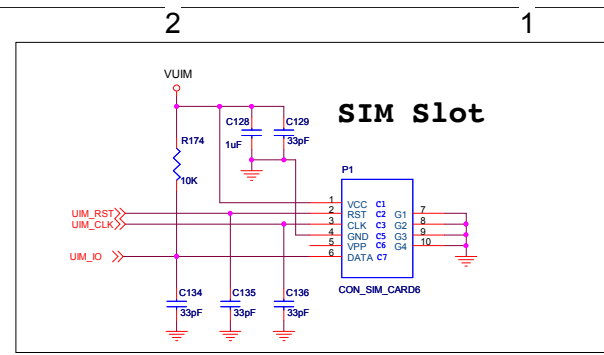 2 1
VUIM
SIM Slot
C128 C129
1uF 33pF
R174
10K
P1
UIM_RST
UIM_CLK
UIM_IO
1 VCC C1
2 RST C2 G1 7
3 CLK C3 G2 8
4 GND C5 G3 9
5 VPP C6 G4 10
6 DATA C7
CON_SIM_CARD6
C134 C135 C136
33pF 33pF 33pF